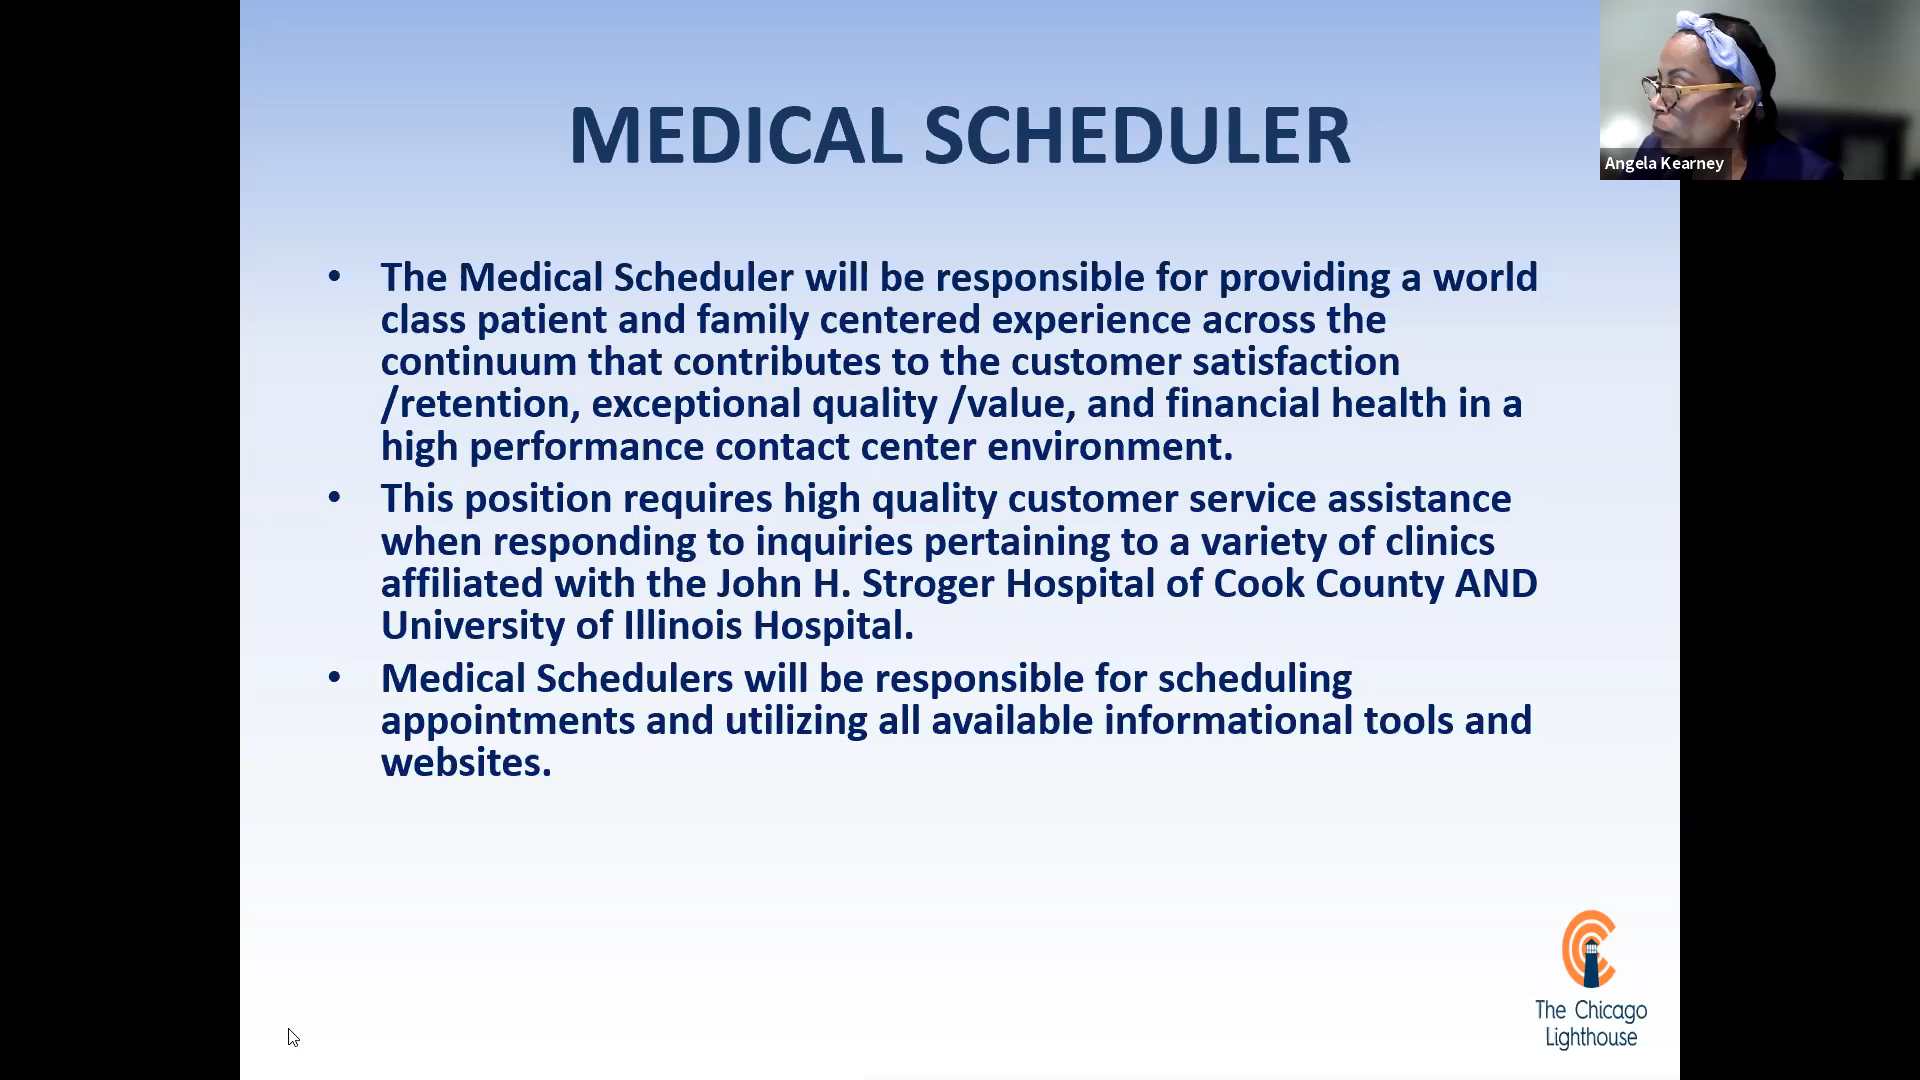 MEDICAL SCHEDULER
Angela Kearney
• The Medical Scheduler will be responsible for providing a world
class patient and family centered experience across the
continuum that contributes to the customer satisfaction
/retention, exceptional quality /value, and financial health in a
high performance contact center environment.
• This position requires high quality customer service assistance
when responding to inquiries pertaining to a variety of clinics
affiliated with the John H. Stroger Hospital of Cook County AND
University of Illinois Hospital.
• Medical Schedulers will be responsible for scheduling
appointments and utilizing all available informational tools and
websites.
The Chicago
Lighthouse